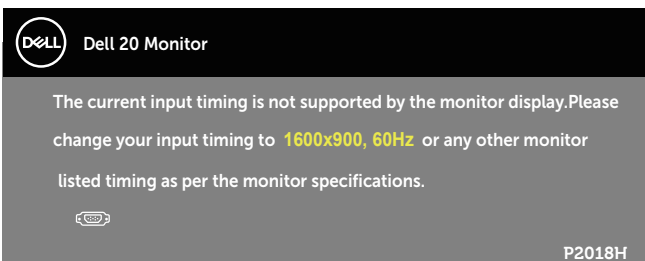 DELL
Dell 20 Monitor
The current input timing is not supported by the monitor display.Please
change your input timing to 1600x900, 60Hz or any other monitor
listed timing as per the monitor specifications.
P2018H